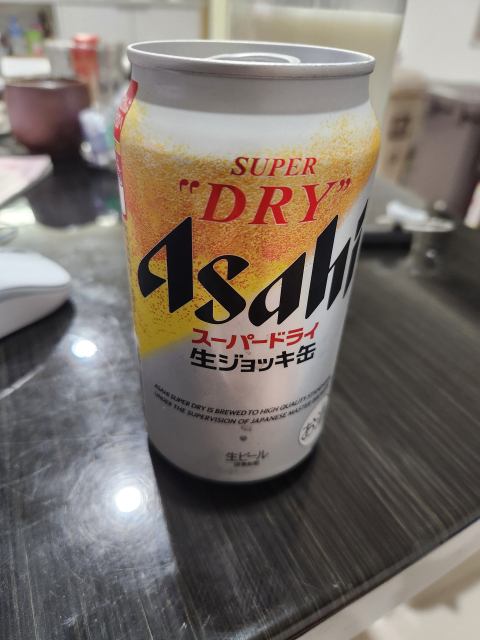 SUPER
"DRY"
Asahi
スーパードライ
生ジョッキ缶
ASAHI SUPER DRY IS BREWED TO HIGH QUALITY
UNDER THE SUPERVISION OF JAPANESE MASTER
生ビール